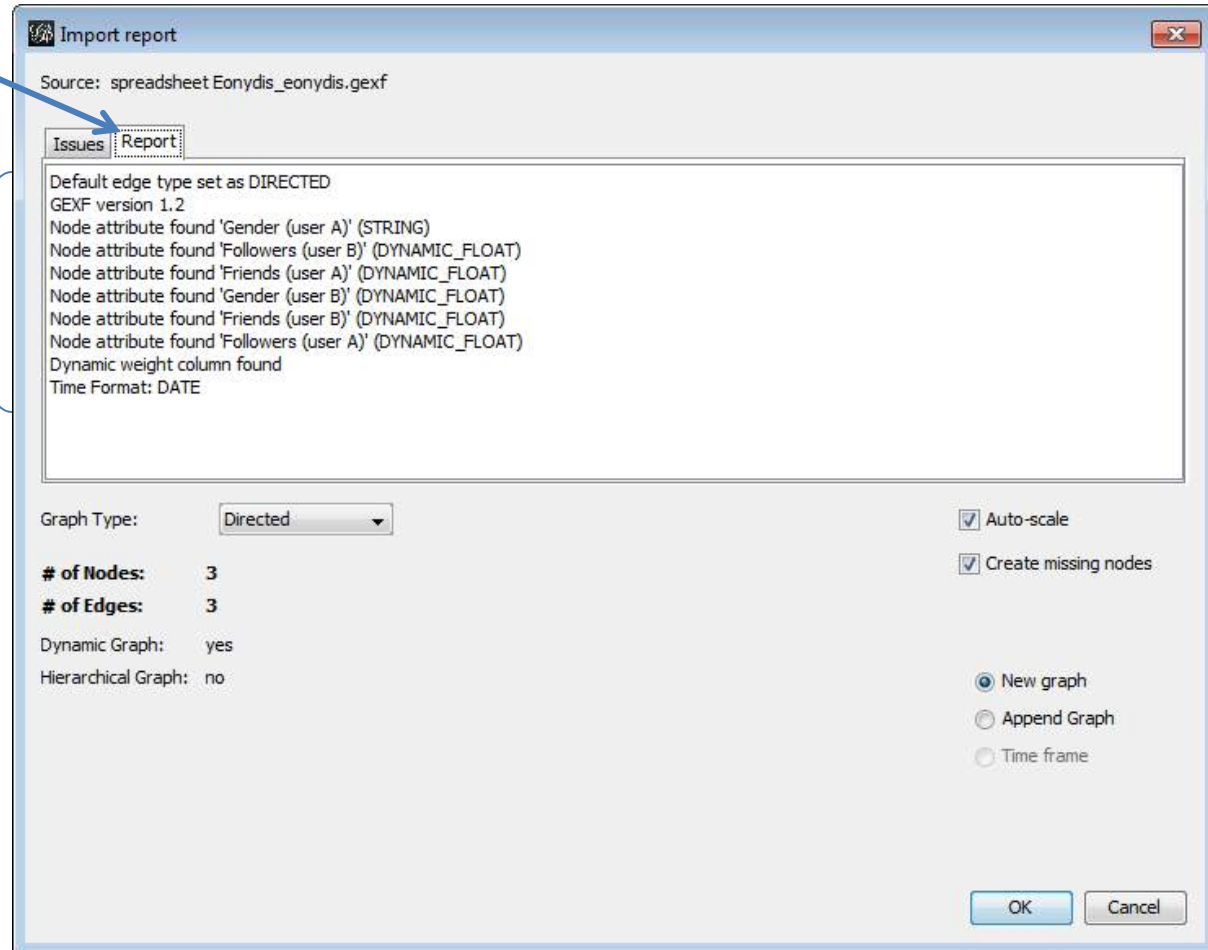 Import report
Source: spreadsheet Eonydis_eonydis.gexf
Issues Report
Default edge type set as DIRECTED
GEXF version 1.2
Node attribute found 'Gender (user A)' (STRING)
Node attribute found 'Followers (user B)' (DYNAMIC_FLOAT)
Node attribute found 'Friends (user A)' (DYNAMIC_FLOAT)
Node attribute found 'Gender (user B)' (DYNAMIC_FLOAT)
Node attribute found 'Friends (user B)' (DYNAMIC_FLOAT)
Node attribute found 'Followers (user A)' (DYNAMIC_FLOAT)
Dynamic weight column found
Time Format: DATE
Graph Type: Directed
Auto-scale
# of Nodes: 3
Create missing nodes
# of Edges: 3
Dynamic Graph: yes
Hierarchical Graph: no
New graph
Append Graph
Time frame
OK Cancel